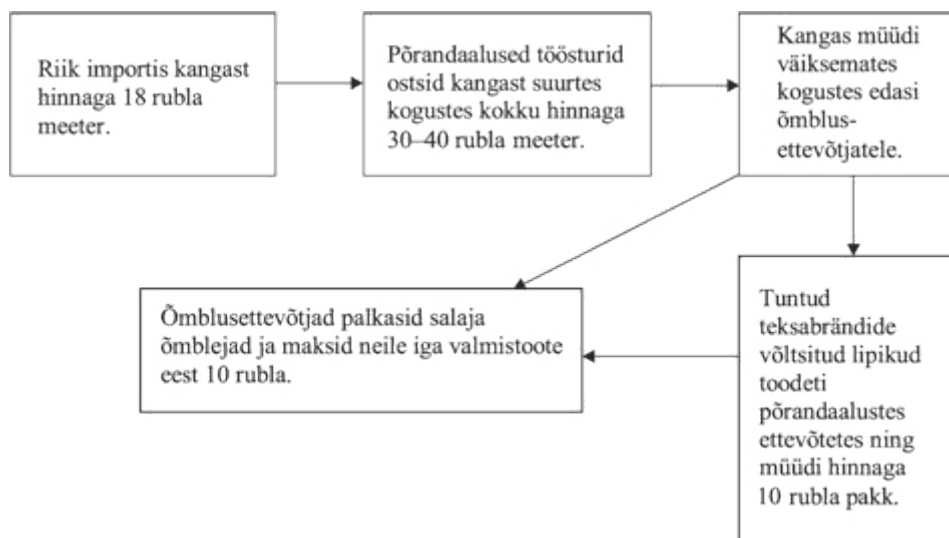 Riik importis kangast
hinnaga 18 rubla
meeter.
Põrandaalused töösturid
ostsid kangast suurtes
kogustes kokku hinnaga
30–40 rubla meeter.
Kangas müüdi
väiksemates
kogustes edasi
õmblus-
ettevõtjatele.
Õmblusettevõtjad palkasid salaja
õmblejad ja maksid neile iga valmistoote
eest 10 rubla.
Tuntud
teksabrändide
võltsitud lipikud
toodeti
põrandaalustes
ettevõtetes ning
müüdi hinnaga
10 rubla pakk.